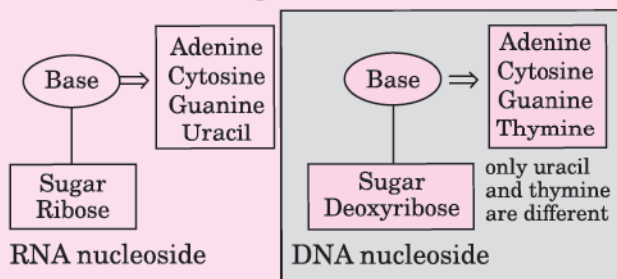 Base
⇒
Adenine
Cytosine
Guanine
Uracil
Sugar
Ribose
RNA nucleoside
Base
⇒
Adenine
Cytosine
Guanine
Thymine
Sugar
Deoxyribose
only uracil
and thymine
are different
DNA nucleoside